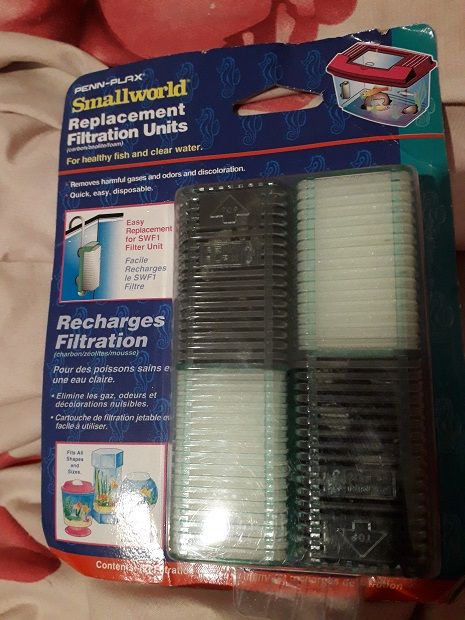 PENN-PLAX®
Smallworld
Replacement
Filtration Units
(carbon/zeolite/foam)
For healthy fish and clear water.
• Removes harmful gases and odors and discoloration.
• Quick, easy, disposable.
Easy
Replacement
for SWF1
Filter Unit
Facile
Recharges
le SWF1
Filtre
Recharges
Filtration
(charbon/zeolites/mousse)
Pour des poissons sains e
une eau claire.
• Elimine les gaz, odeurs et
décolorations nuisibles.
• Cartouche de filtration jetable e
facile à utiliser.
Fits All
Shapes
and
Sizes.
TOP